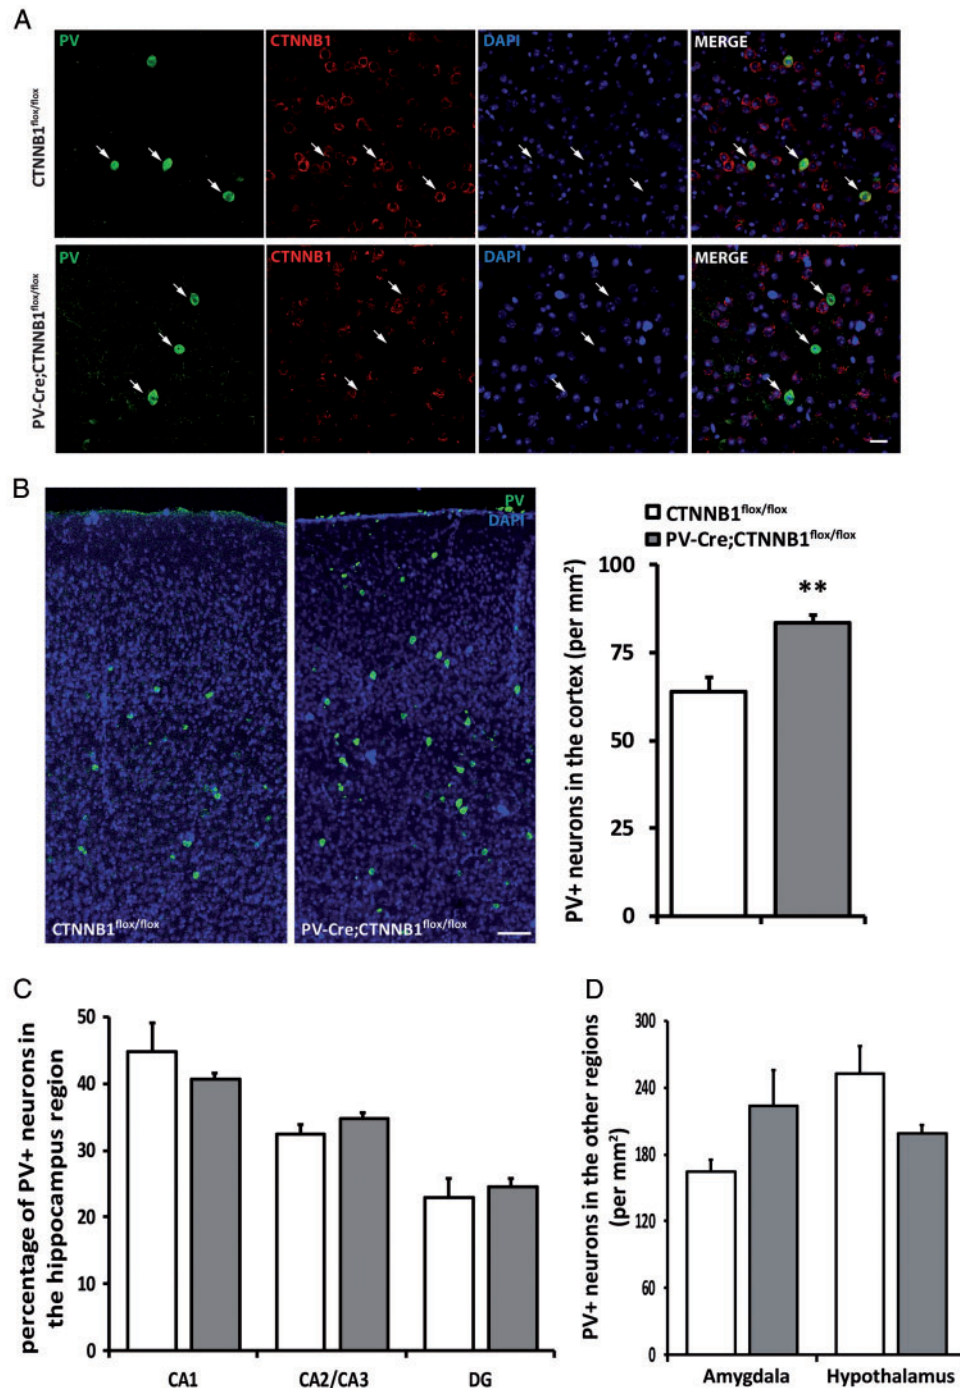 A
PV CTNNB1 DAPI MERGE
CTNNB1flox/flox
PV CTNNB1 DAPI MERGE
PV-Cre;CTNNB1flox/flox
B
PV
DAPI
CTNNB1flox/flox
PV-Cre;CTNNB1flox/flox
CTNNB1flox/flox
PV-Cre;CTNNB1flox/flox
PV+ neurons in the cortex (per mm²)
100
**
75
50
25
0
C
percentage of PV+ neurons in
the hippocampus region
50
40
30
20
10
0
CA1 CA2/CA3 DG
D
PV+ neurons in the other regions
(per mm²)
300
240
180
120
60
0
Amygdala Hypothalamus